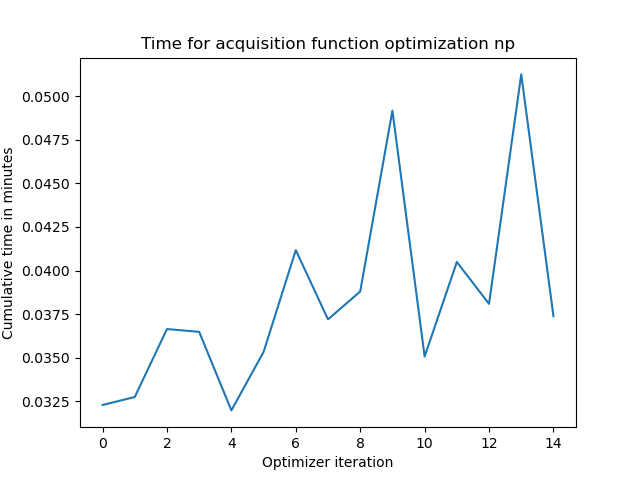 Time for acquisition function optimization np
Cumulative time in minutes
0.0500
0.0475
0.0450
0.0425
0.0400
0.0375
0.0350
0.0325
0 2 4 6 8 10 12 14
Optimizer iteration